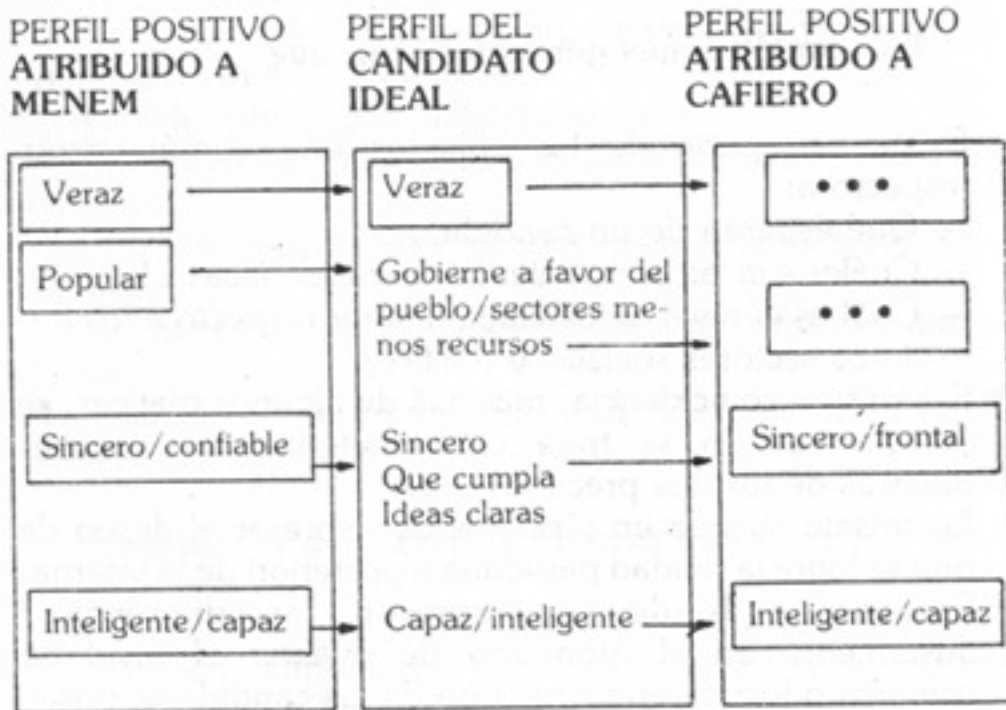 PERFIL POSITIVO
ATRIBUIDO A
MENEM
PERFIL DEL
CANDIDATO
IDEAL
PERFIL POSITIVO
ATRIBUIDO A
CAFIERO
Veraz
Popular
Sincero/confiable
Inteligente/capaz
Veraz
Gobierne a favor del
pueblo/sectores me-
nos recursos
Sincero
Que cumpla
Ideas claras
Capaz/inteligente
• • •
• • •
Sincero/frontal
Inteligente/capaz